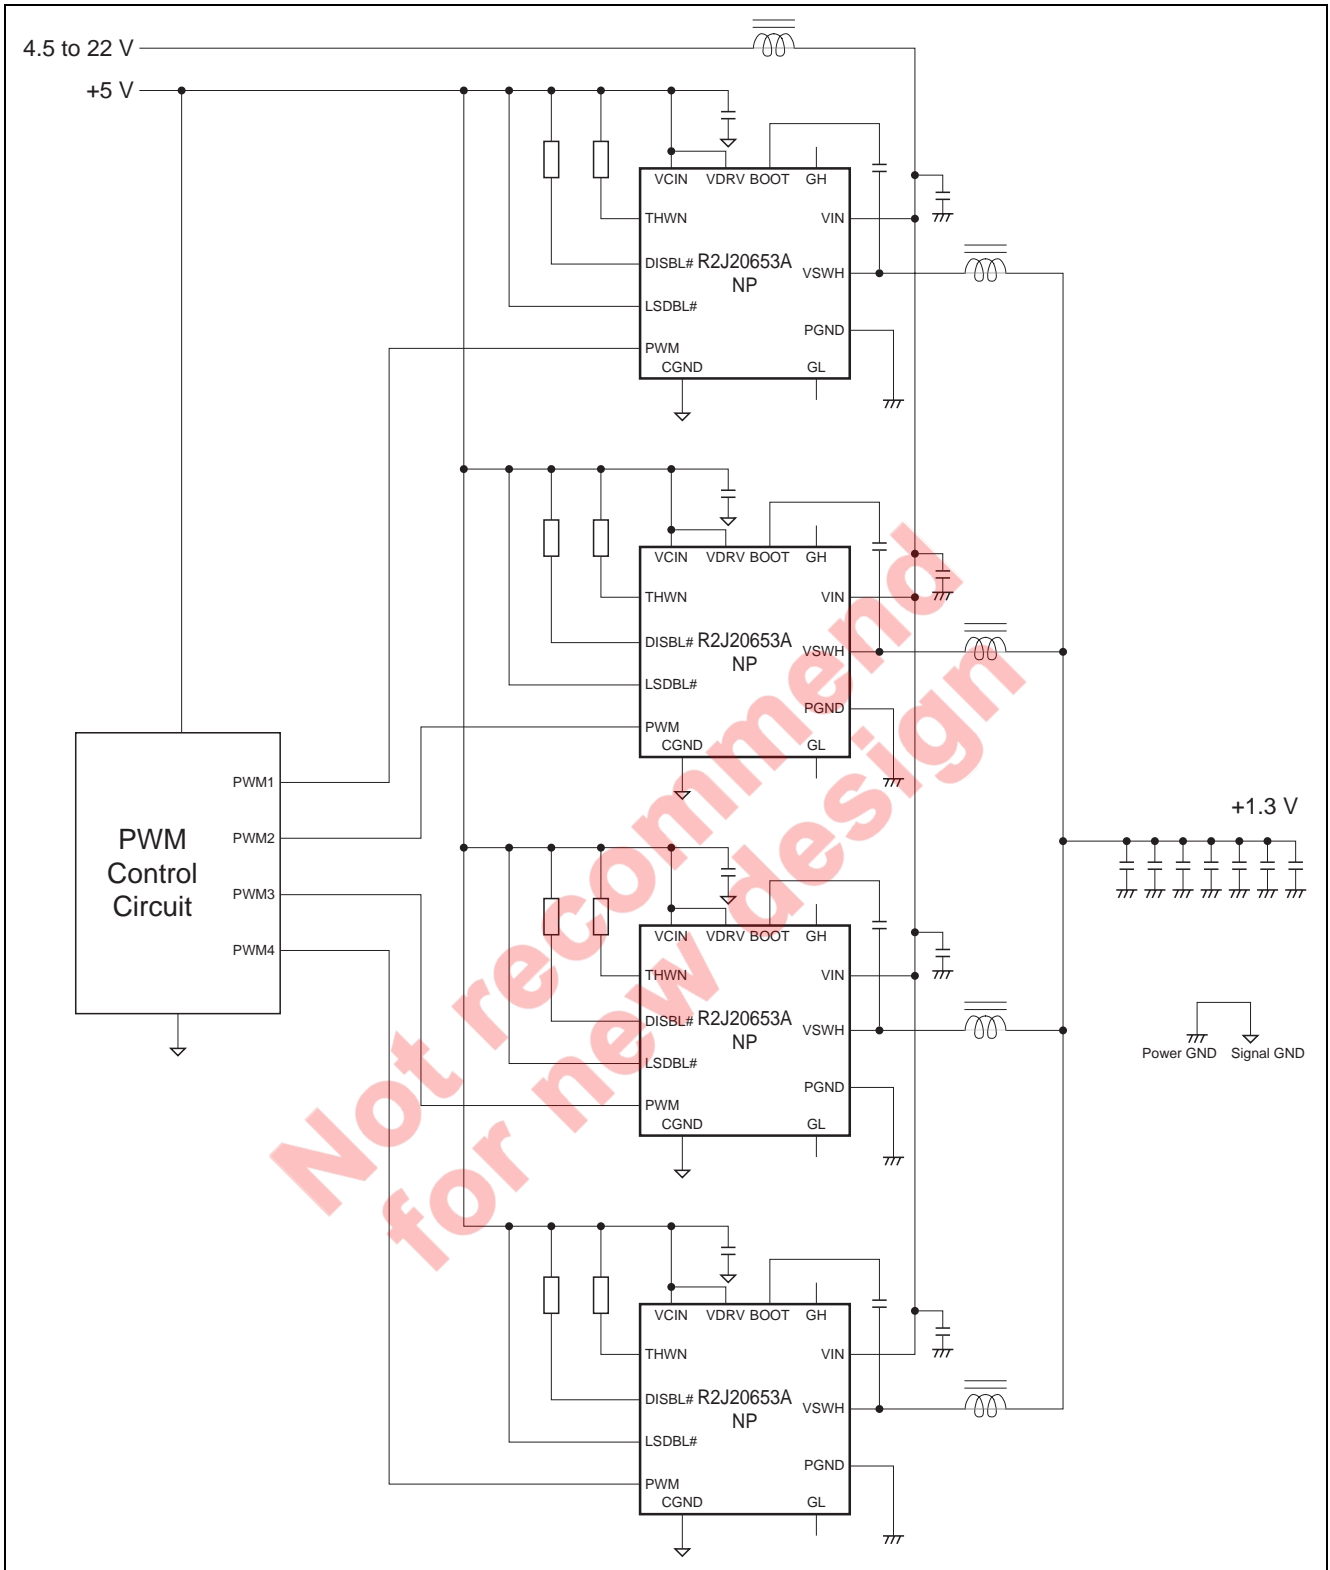 4.5 to 22 V
+5 V
VCIN VDRV BOOT GH
THWN VIN
DISBL# R2J20653A NP VSWH
LSDBL# PGND
PWM
CGND GL
VCIN VDRV BOOT GH
THWN VIN
DISBL# R2J20653A NP VSWH
LSDBL# PGND
PWM
CGND GL
PWM Control Circuit
PWM1
PWM2
PWM3
PWM4
+1.3 V
VCIN VDRV BOOT GH
THWN VIN
DISBL# R2J20653A NP VSWH
LSDBL# PGND
PWM
CGND GL
Power GND Signal GND
VCIN VDRV BOOT GH
THWN VIN
DISBL# R2J20653A NP VSWH
LSDBL# PGND
PWM
CGND GL
Not recommend
for new design